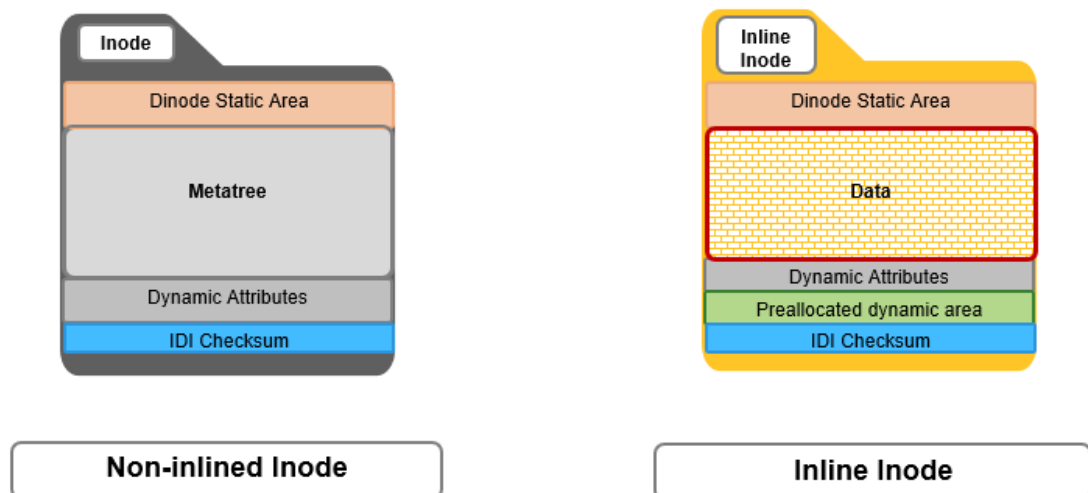 Inode
Dinode Static Area
Metatree
Dynamic Attributes
IDI Checksum
Non-inlined Inode
Inline
Inode
Dinode Static Area
Data
Dynamic Attributes
Preallocated dynamic area
IDI Checksum
Inline Inode